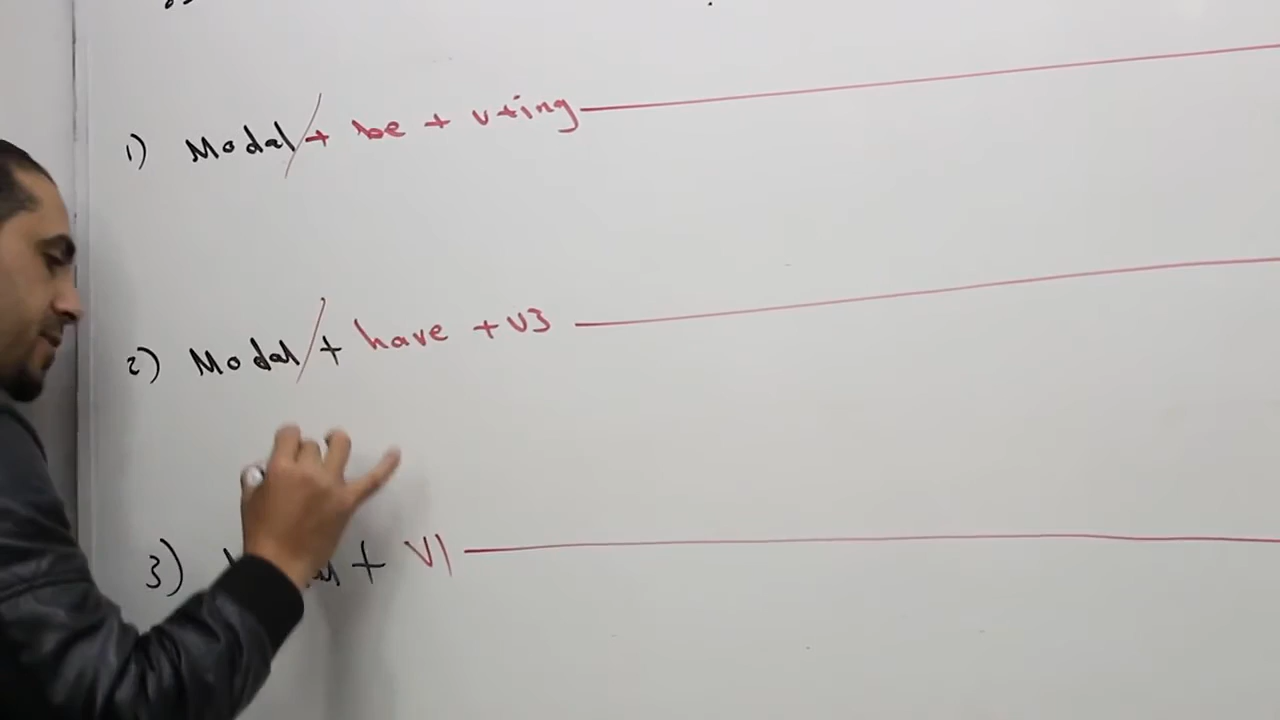 1) Modal/+ be + v+ing
2) Modal/+ have + V3
3) + V1